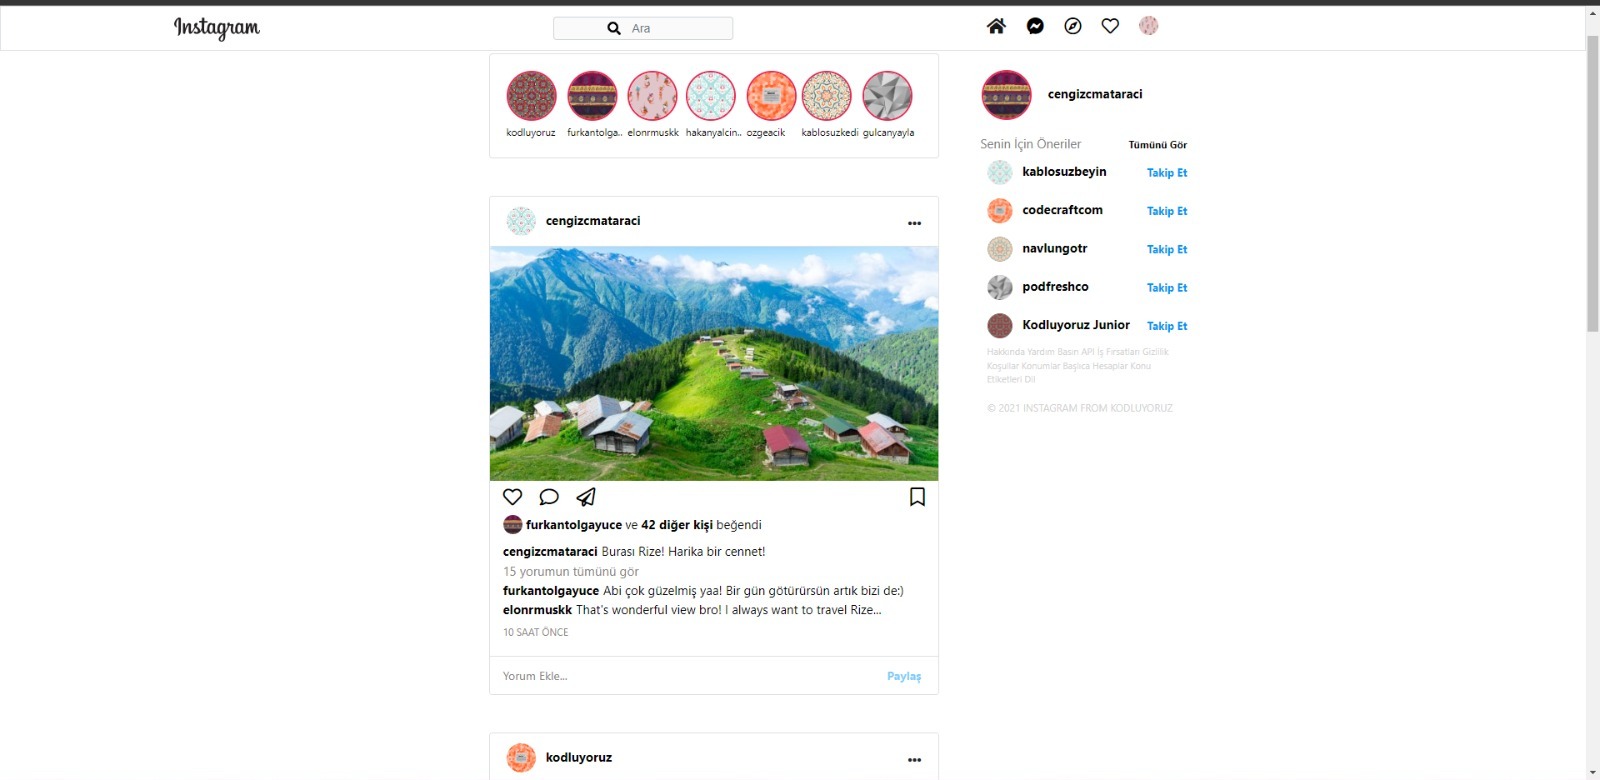 Instagram
Ara
kodluyoruz
furkantolga..
elonrmuskk
hakanyalcin..
ozgeacik
kablosuzkedi
gulcanyayla
cengizcmataraci
•••
furkantolgayuce ve 42 diğer kişi beğendi
cengizcmataraci Burası Rize! Harika bir cennet!
15 yorumun tümünü gör
furkantolgayuce Abi çok güzelmiş yaa! Bir gün götürürsün artık bizi de:)
elonrmuskk That's wonderful view bro! I always want to travel Rize...
10 SAAT ÖNCE
Yorum Ekle...
Paylaş
kodluyoruz
•••
cengizcmataraci
Senin İçin Öneriler
Tümünü Gör
kablosuzbeyin
Takip Et
codecraftcom
Takip Et
navlungotr
Takip Et
podfreshco
Takip Et
Kodluyoruz Junior
Takip Et
Hakkında Yardım Basın API İş Fırsatları Gizlilik
Koşullar Konumlar Başlıca Hesaplar Konu
Etiketleri Dil
© 2021 INSTAGRAM FROM KODLUYORUZ